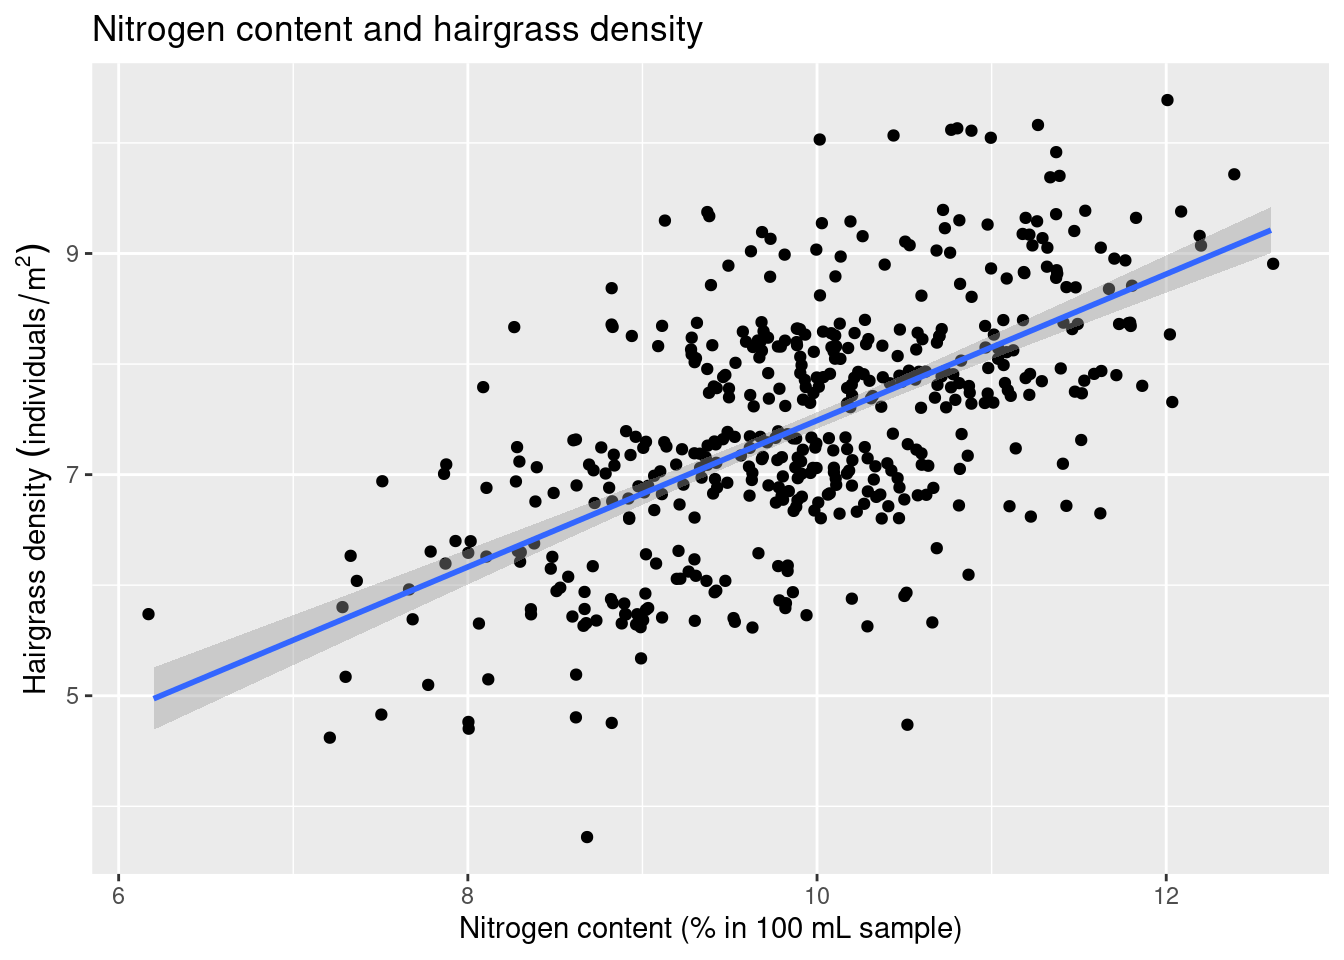 Nitrogen content and hairgrass density
Hairgrass density (individuals/m²)
9
7
5
6 8 10 12
Nitrogen content (% in 100 mL sample)